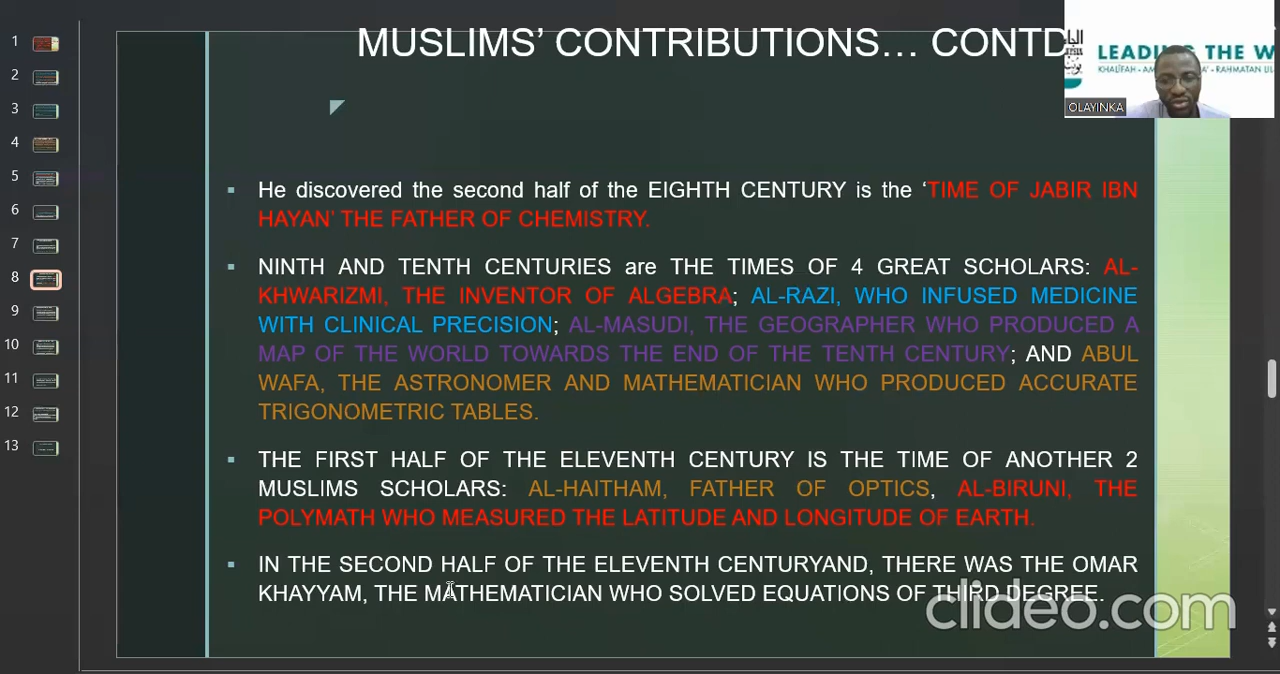 1
2
3
4
5
6
7
8
9
10
11
12
13
MUSLIMS’ CONTRIBUTIONS… CONTD
LEADING THE W
KHALĪFAH - AM
A’ - RAHMATAN LIL
OLAYINKA
▪ He discovered the second half of the EIGHTH CENTURY is the ‘TIME OF JABIR IBN
HAYAN’ THE FATHER OF CHEMISTRY.
▪ NINTH AND TENTH CENTURIES are THE TIMES OF 4 GREAT SCHOLARS: AL-
KHWARIZMI, THE INVENTOR OF ALGEBRA; AL-RAZI, WHO INFUSED MEDICINE
WITH CLINICAL PRECISION; AL-MASUDI, THE GEOGRAPHER WHO PRODUCED A
MAP OF THE WORLD TOWARDS THE END OF THE TENTH CENTURY; AND ABUL
WAFA, THE ASTRONOMER AND MATHEMATICIAN WHO PRODUCED ACCURATE
TRIGONOMETRIC TABLES.
▪ THE FIRST HALF OF THE ELEVENTH CENTURY IS THE TIME OF ANOTHER 2
MUSLIMS SCHOLARS: AL-HAITHAM, FATHER OF OPTICS, AL-BIRUNI, THE
POLYMATH WHO MEASURED THE LATITUDE AND LONGITUDE OF EARTH.
▪ IN THE SECOND HALF OF THE ELEVENTH CENTURYAND, THERE WAS THE OMAR
KHAYYAM, THE MATHEMATICIAN WHO SOLVED EQUATIONS OF THIRD DEGREE.
clideo.com